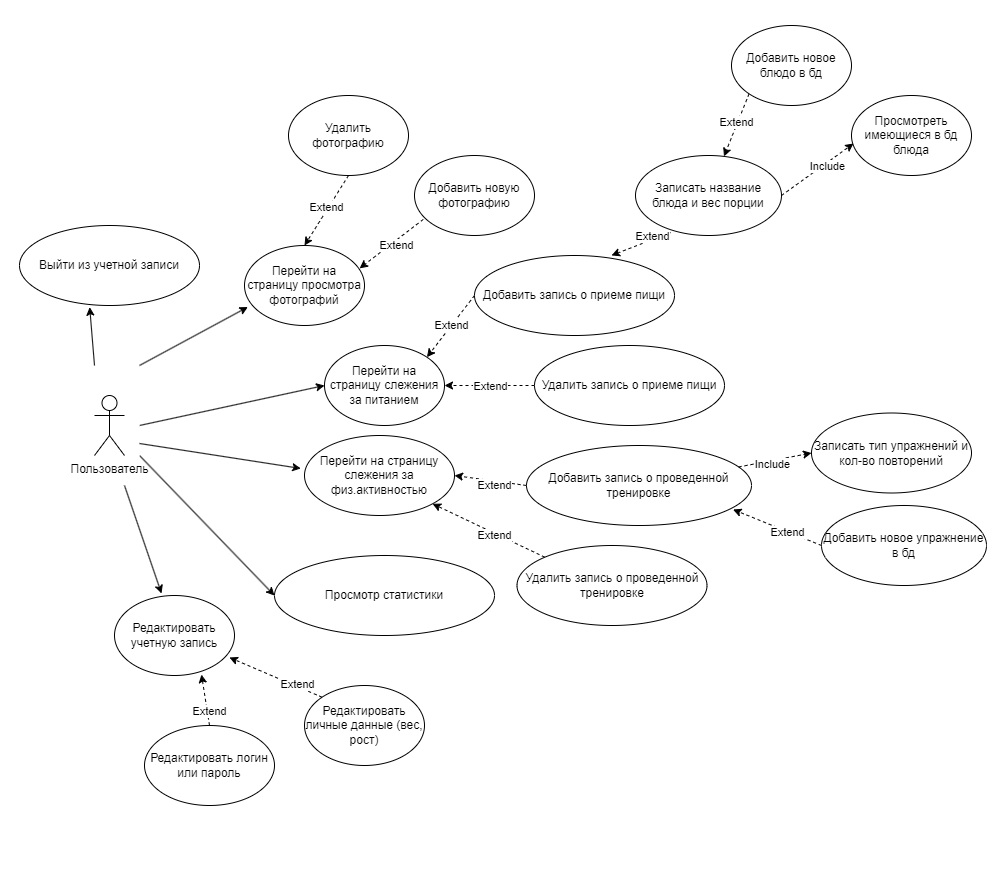 Добавить новое
блюдо в бд
Extend
Просмотреть
имеющиеся в бд
блюда
Include
Удалить
фотографию
Extend
Добавить новую
фотографию
Extend
Записать название
блюда и вес порции
Extend
Выйти из учетной записи
Перейти на
страницу просмотра
фотографий
Добавить запись о приеме пищи
Extend
Перейти на
страницу слежения
за питанием
Extend
Удалить запись о приеме пищи
Пользователь
Перейти на страницу
слежения за
физ.активностью
Extend
Добавить запись о проведенной
тренировке
Include
Записать тип упражнений и
кол-во повторений
Extend
Добавить новое упражнение
в бд
Extend
Удалить запись о проведенной
тренировке
Просмотр статистики
Редактировать
учетную запись
Extend
Редактировать
личные данные (вес,
рост)
Extend
Редактировать логин
или пароль